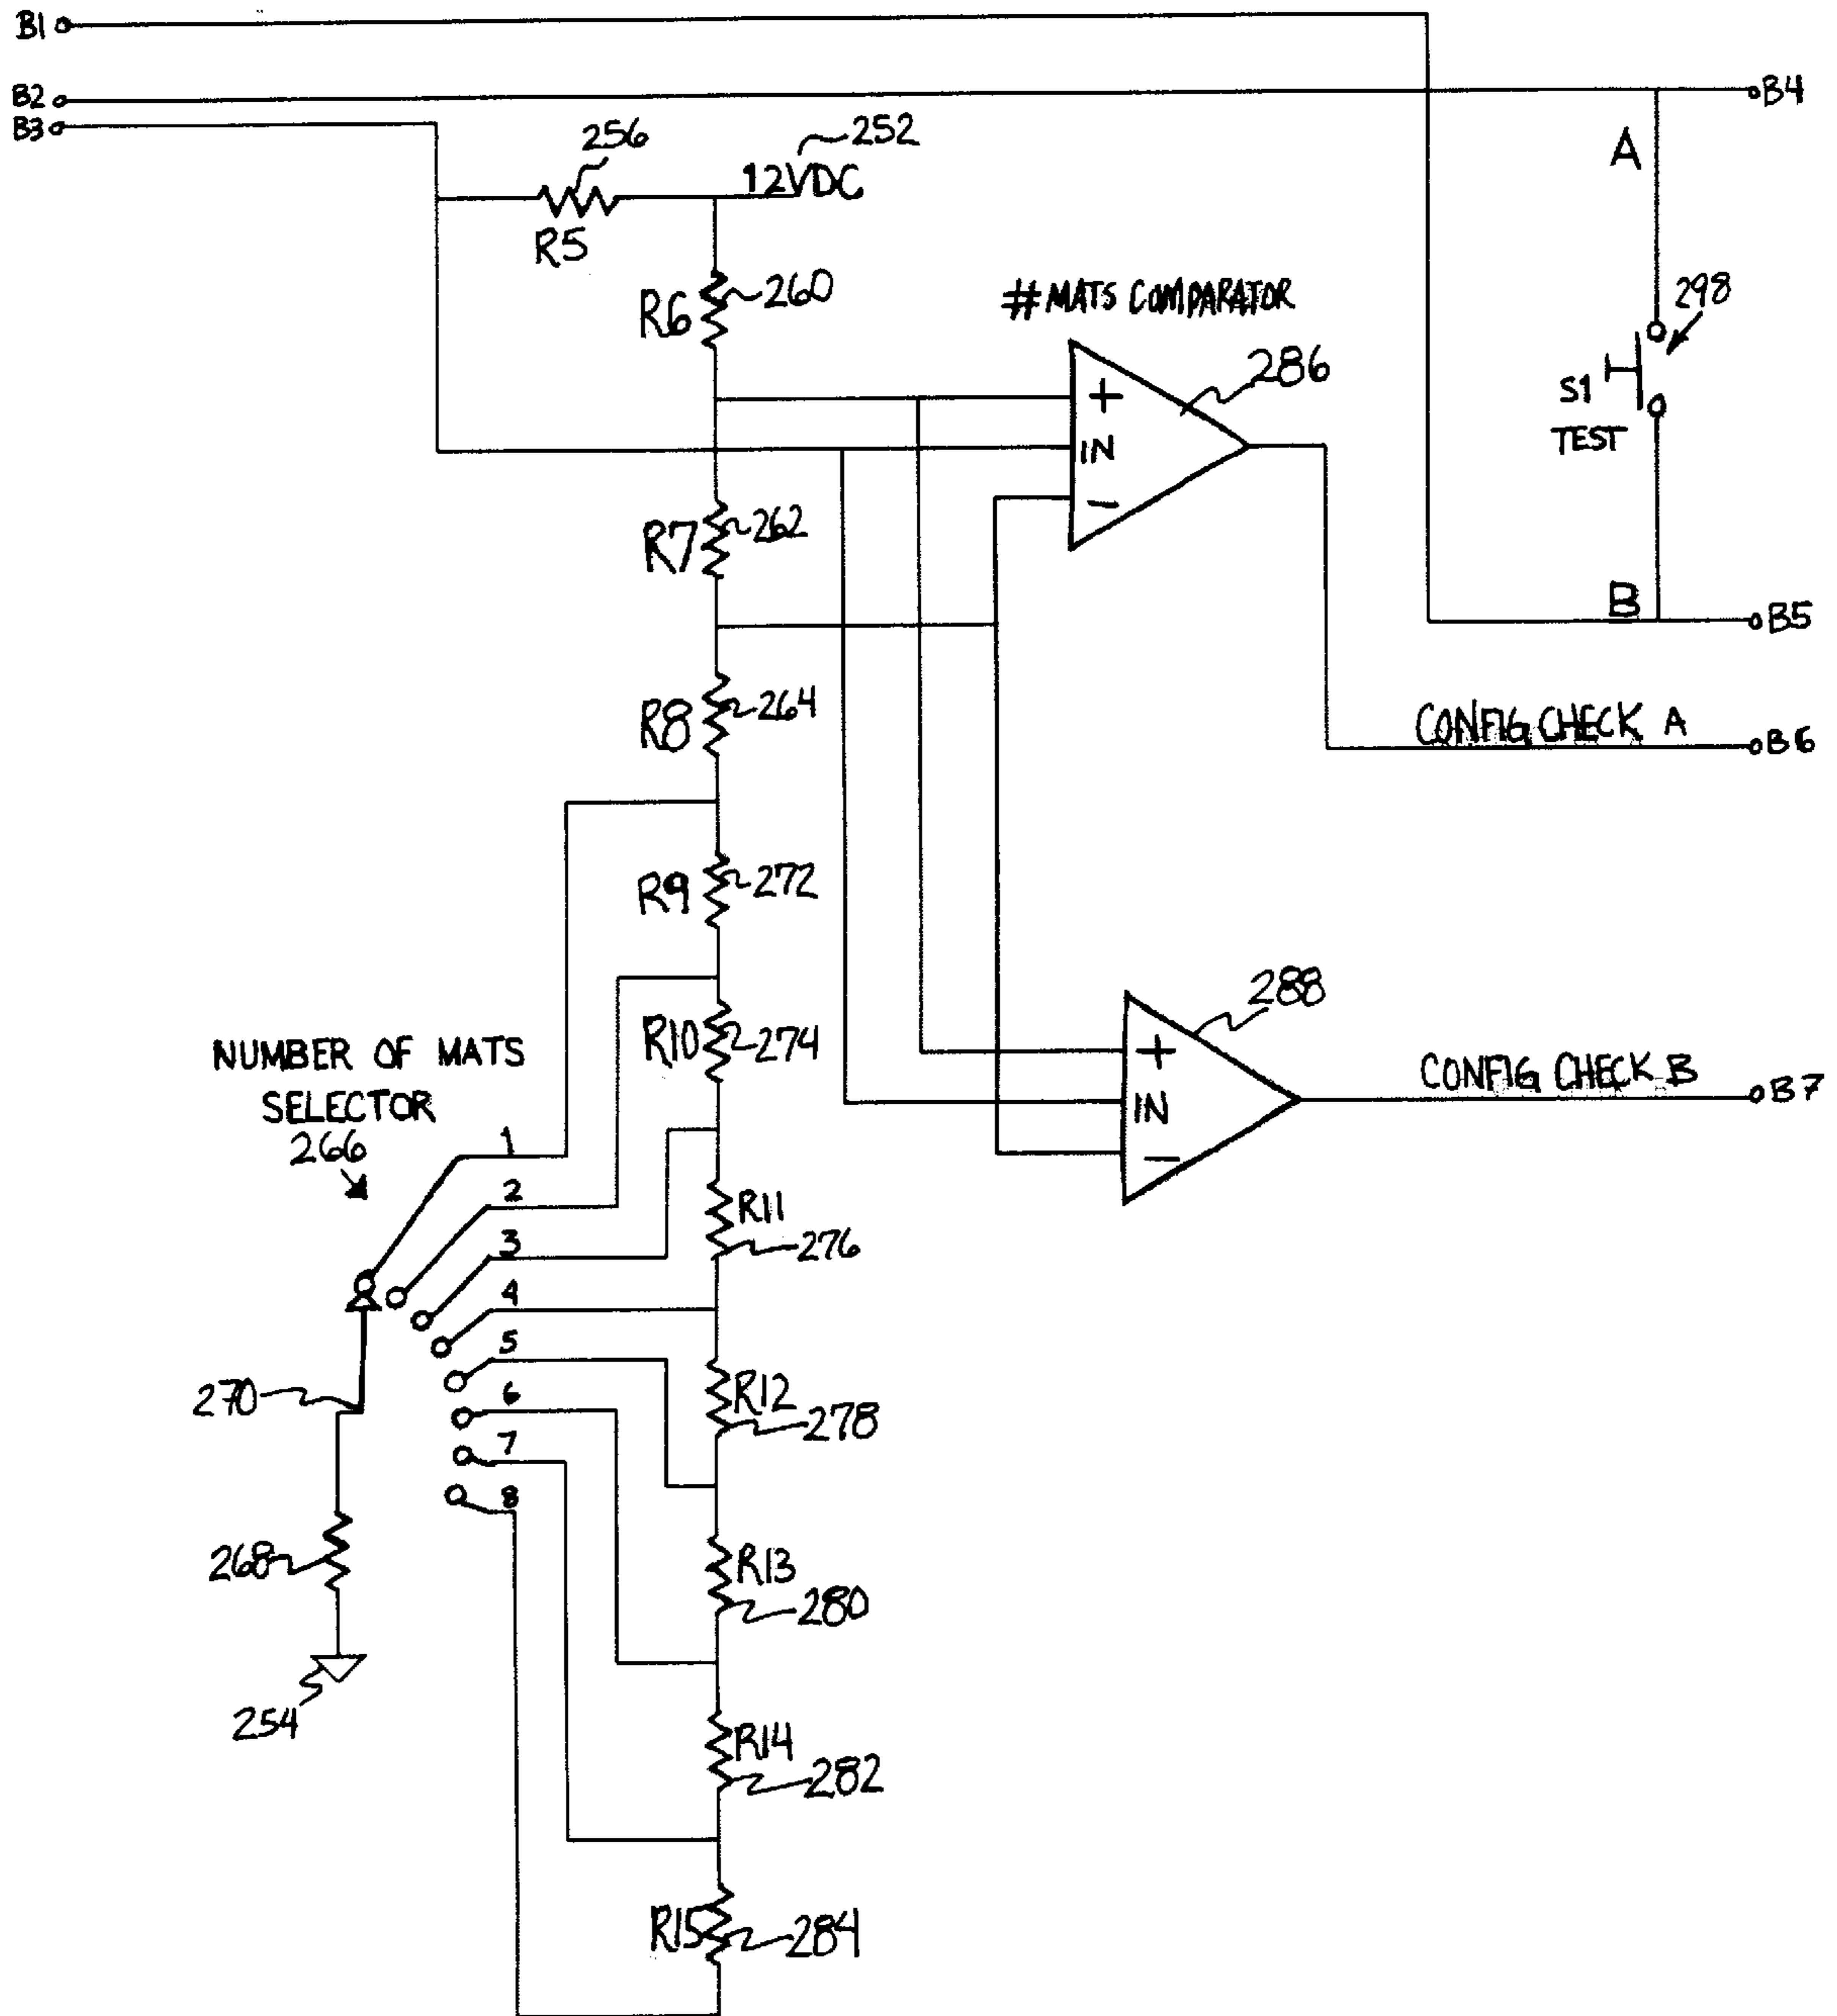 B1
B2
B4
B3
256
252
12VDC
A
R5
R6
260
#MATS COMPARATOR
298
286
+
IN
−
S1
TEST
R7
262
B
B5
R8
264
CONFIG CHECK A
B6
R9
272
288
NUMBER OF MATS
SELECTOR
266
R10
274
+
IN
−
CONFIG CHECK B
B7
1
2
R11
276
3
4
5
270
6
R12
278
7
8
268
R13
280
254
R14
282
R15
284